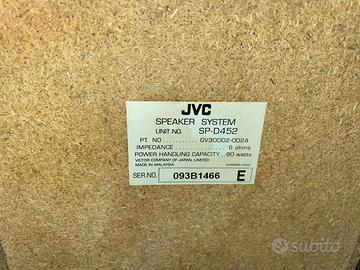 JVC
SPEAKER SYSTEM
UNIT NO. SP-D452
PT. NO ............ GV30002-002A
IMPEDANCE ............ 6 ohms
POWER HANDLING CAPACITY ... 80 watts
VICTOR COMPANY OF JAPAN, LIMITED
MADE IN MALAYSIA
SER.NO. 093B1466 E
subito